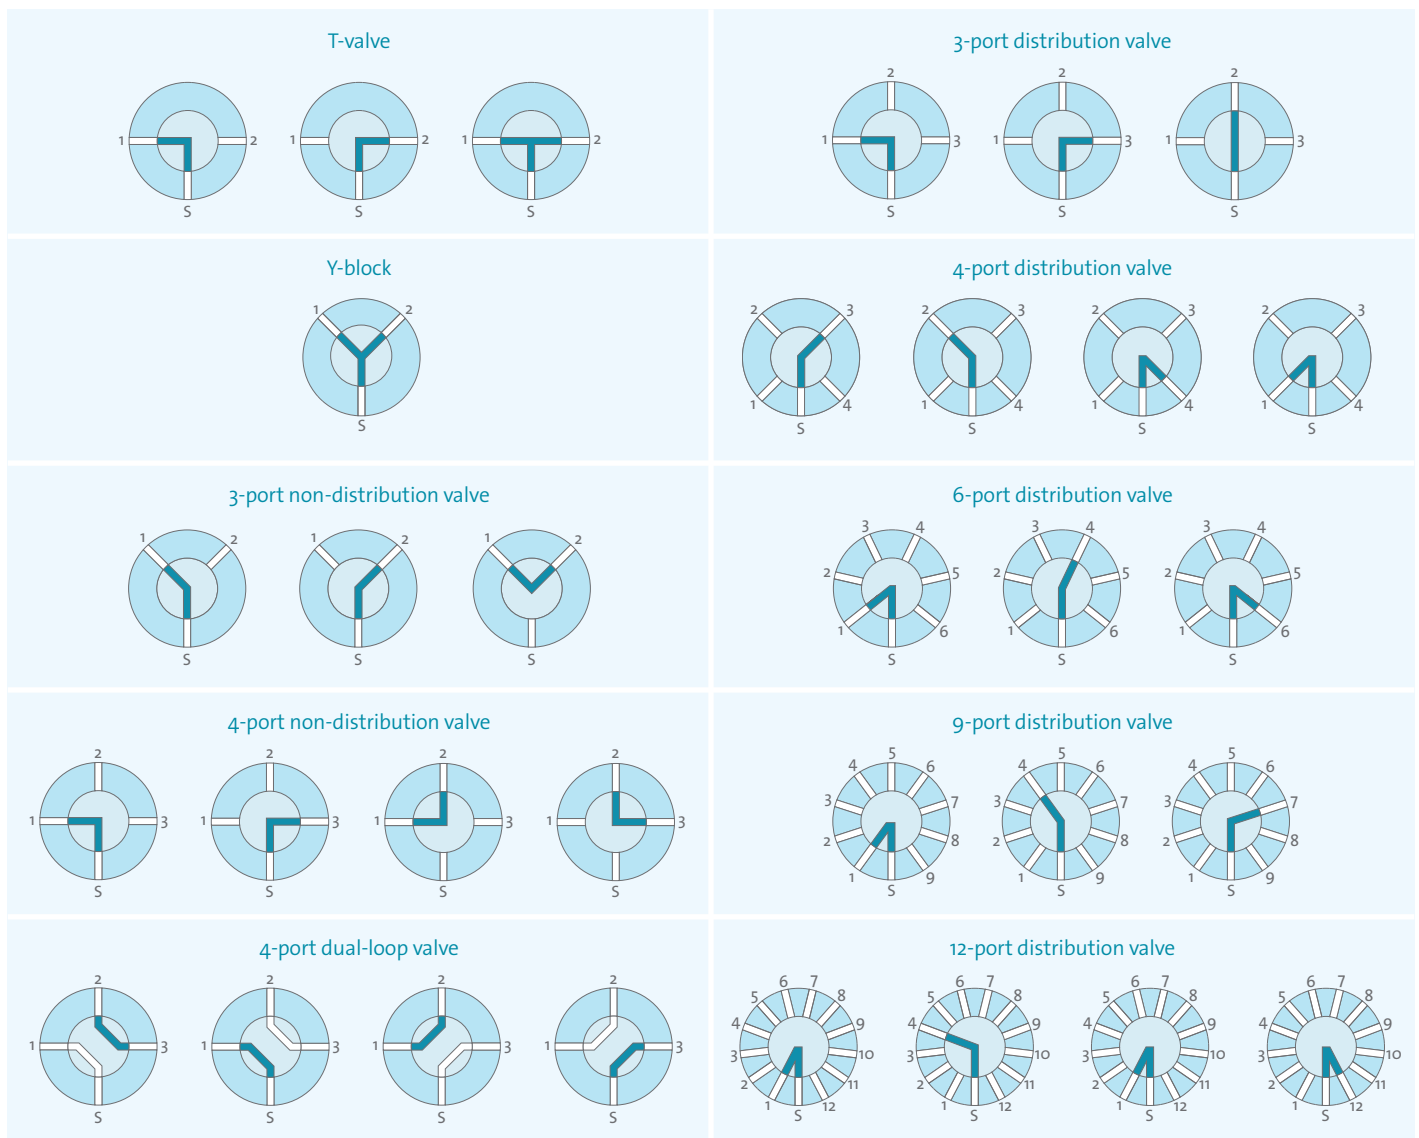 T-valve
1 2 1 2 1 2
S S S
3-port distribution valve
2 2 2
1 3 1 3 1 3
S S S
Y-block
1 2
S
4-port distribution valve
2 3 2 3 2 3 2 3
1 4 1 4 1 4 1 4
S S S S
3-port non-distribution valve
1 2 1 2 1 2
S S S
6-port distribution valve
3 4 3 4 3 4
2 5 2 5 2 5
1 6 1 6 1 6
S S S
4-port non-distribution valve
2 2 2 2
1 3 1 3 1 3 1 3
S S S S
9-port distribution valve
5 5 5
4 6 4 6 4 6
3 7 3 7 3 7
2 8 2 8 2 8
1 9 1 9 1 9
S S S
4-port dual-loop valve
2 2 2 2
1 3 1 3 1 3 1 3
S S S S
12-port distribution valve
6 7 6 7 6 7 6 7
5 8 5 8 5 8 5 8
4 9 4 9 4 9 4 9
3 10 3 10 3 10 3 10
2 11 2 11 2 11 2 11
1 12 1 12 1 12 1 12
S S S S